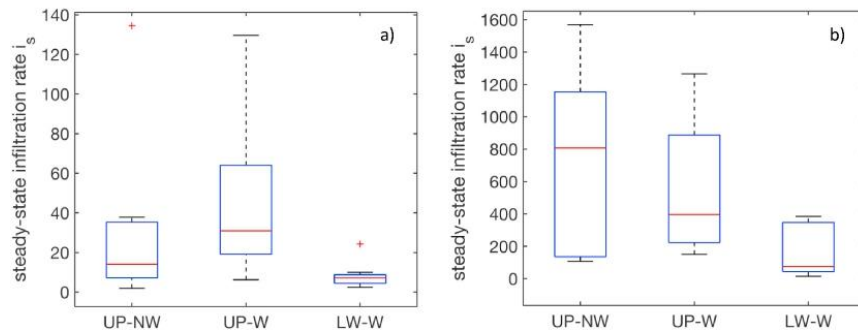 a)
steady-state infiltration rate i_s
140
120
100
80
60
40
20
0
UP-NW UP-W LW-W
b)
steady-state infiltration rate i_s
1600
1400
1200
1000
800
600
400
200
0
UP-NW UP-W LW-W